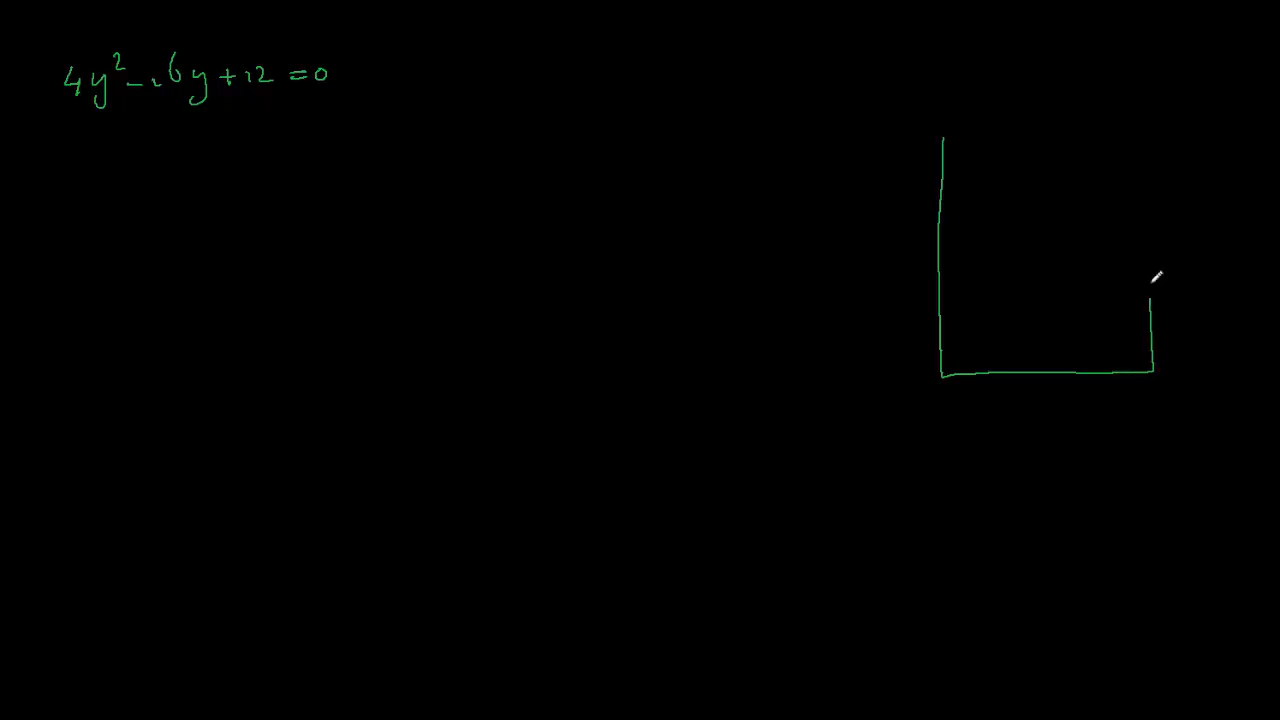 4y² - 16y + 12 = 0